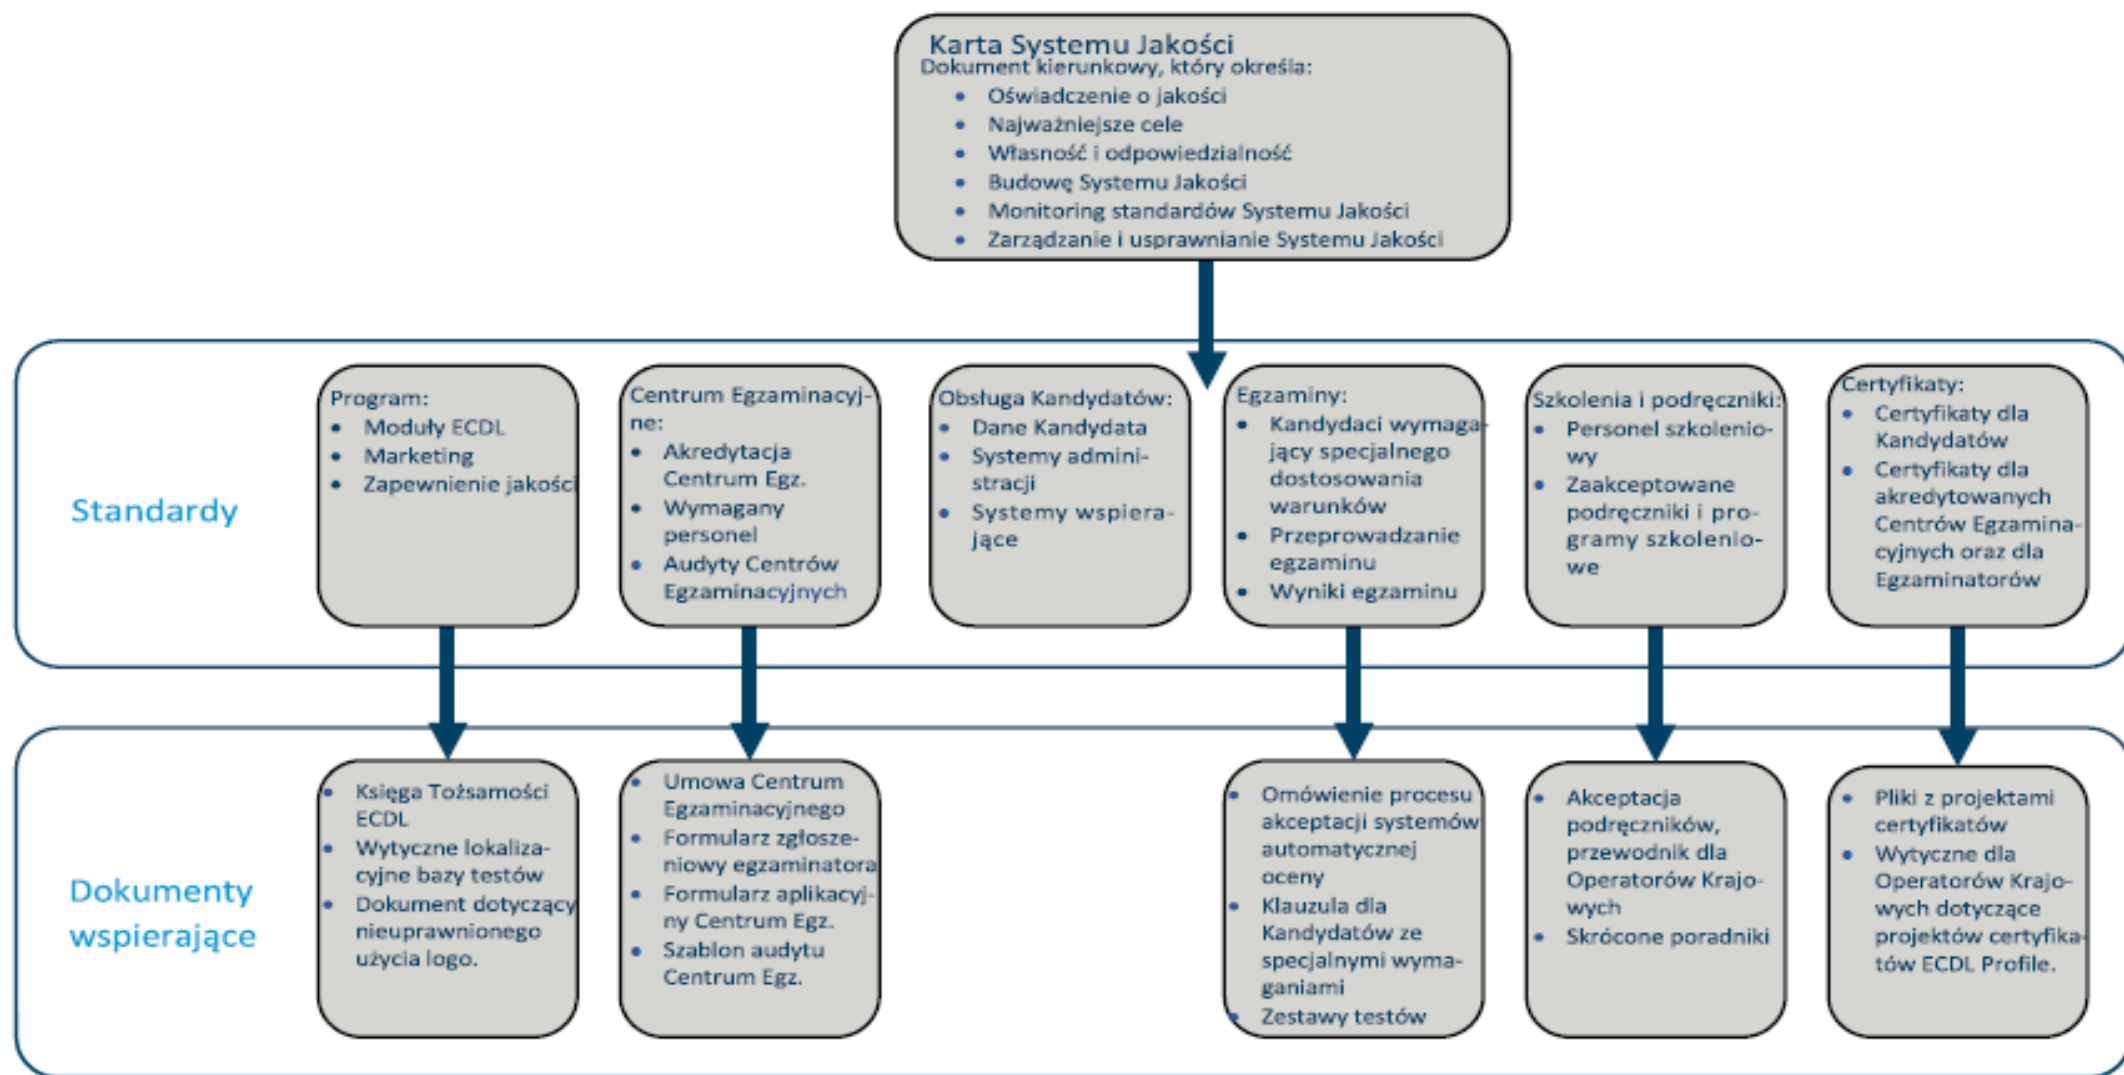 Karta Systemu Jakości
Dokument kierunkowy, który określa:
• Oświadczenie o jakości
• Najważniejsze cele
• Własność i odpowiedzialność
• Budowę Systemu Jakości
• Monitoring standardów Systemu Jakości
• Zarządzanie i usprawnianie Systemu Jakości
Standardy
Program:
• Moduły ECDL
• Marketing
• Zapewnienie jakości
Centrum Egzaminacyj-
ne:
• Akredytacja
Centrum Egz.
• Wymagany
personel
• Audyty Centrów
Egzaminacyjnych
Obsługa Kandydatów:
• Dane Kandydata
• Systemy admini-
stracji
• Systemy wspiera-
jące
Egzaminy:
• Kandydaci wymaga-
jący specjalnego
dostosowania
warunków
• Przeprowadzanie
egzaminu
• Wyniki egzaminu
Szkolenia i podręczniki:
• Personel szkolenio-
wy
• Zaakceptowane
podręczniki i pro-
gramy szkolenio-
we
Certyfikaty:
• Certyfikaty dla
Kandydatów
• Certyfikaty dla
akredytowanych
Centrów Egzamina-
cyjnych oraz dla
Egzaminatorów
Dokumenty
wspierające
• Księga Tożsamości
ECDL
• Wytyczne lokaliza-
cyjne bazy testów
• Dokument dotyczący
nieuprawnionego
użycia logo.
• Umowa Centrum
Egzaminacyjnego
• Formularz zgłosze-
niowy egzaminatora
• Formularz aplikacyj-
ny Centrum Egz.
• Szablon audytu
Centrum Egz.
• Omówienie procesu
akceptacji systemów
automatycznej
oceny
• Klauzula dla
Kandydatów ze
specjalnymi wyma-
ganiami
• Zestawy testów
• Akceptacja
podręczników,
przewodnik dla
Operatorów Krajo-
wych
• Skrócone poradniki
• Pliki z projektami
certyfikatów
• Wytyczne dla
Operatorów Krajo-
wych dotyczące
projektów certyfika-
tów ECDL Profile.